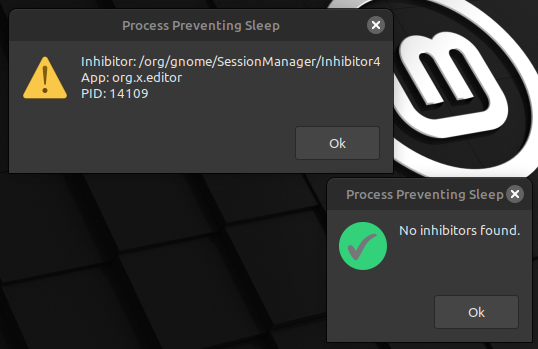 Process Preventing Sleep
Inhibitor: /org/gnome/SessionManager/Inhibitor4
App: org.x.editor
PID: 14109
Ok
Process Preventing Sleep
No inhibitors found.
Ok